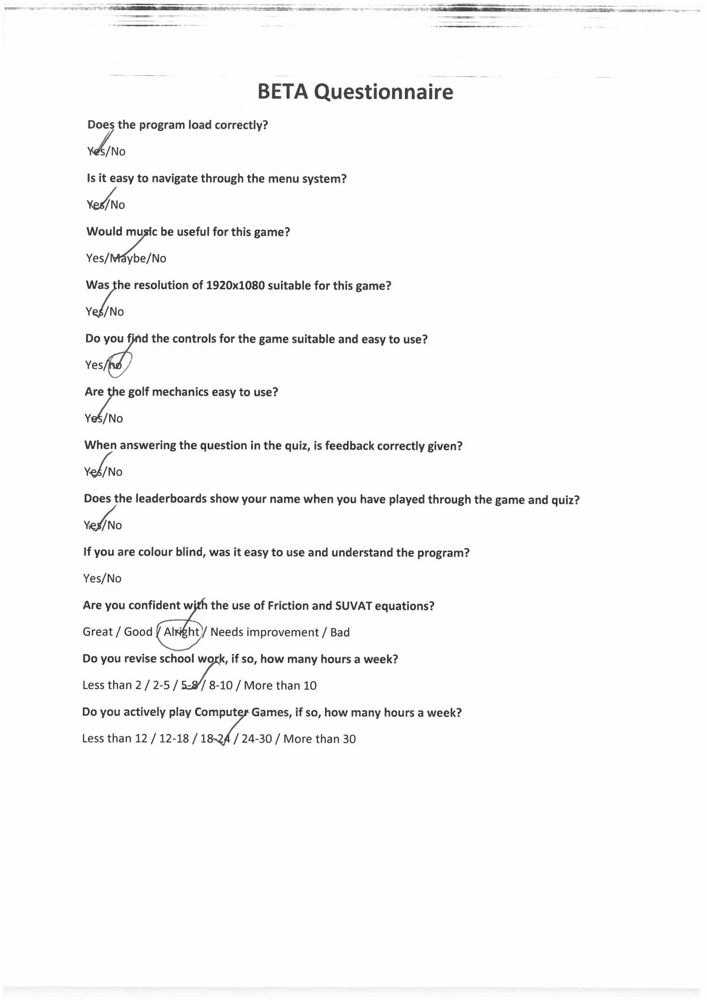 BETA Questionnaire
Does the program load correctly?
Yes/No
Is it easy to navigate through the menu system?
Yes/No
Would music be useful for this game?
Yes/Maybe/No
Was the resolution of 1920x1080 suitable for this game?
Yes/No
Do you find the controls for the game suitable and easy to use?
Yes/no
Are the golf mechanics easy to use?
Yes/No
When answering the question in the quiz, is feedback correctly given?
Yes/No
Does the leaderboards show your name when you have played through the game and quiz?
Yes/No
If you are colour blind, was it easy to use and understand the program?
Yes/No
Are you confident with the use of Friction and SUVAT equations?
Great / Good / Alright / Needs improvement / Bad
Do you revise school work, if so, how many hours a week?
Less than 2 / 2-5 / 5-8 / 8-10 / More than 10
Do you actively play Computer Games, if so, how many hours a week?
Less than 12 / 12-18 / 18-24 / 24-30 / More than 30